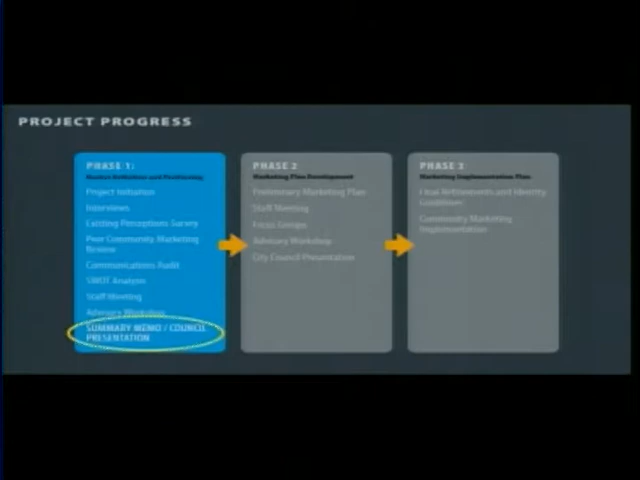 PROJECT PROGRESS
PHASE 1:
Project Initiation
Interviews
Existing Perceptions Survey
Peer Community Marketing
Review
Communications Audit
SWOT Analysis
Staff Meeting
Advisory Workshop
SUMMARY MEMO / COUNCIL
PRESENTATION
PHASE 2
Marketing Plan Development
Preliminary Marketing Plan
Staff Meeting
Focus Groups
Advisory Workshop
City Council Presentation
PHASE 3
Marketing Implementation Plan
Final Refinements and Identity
Guidelines
Community Marketing
Implementation